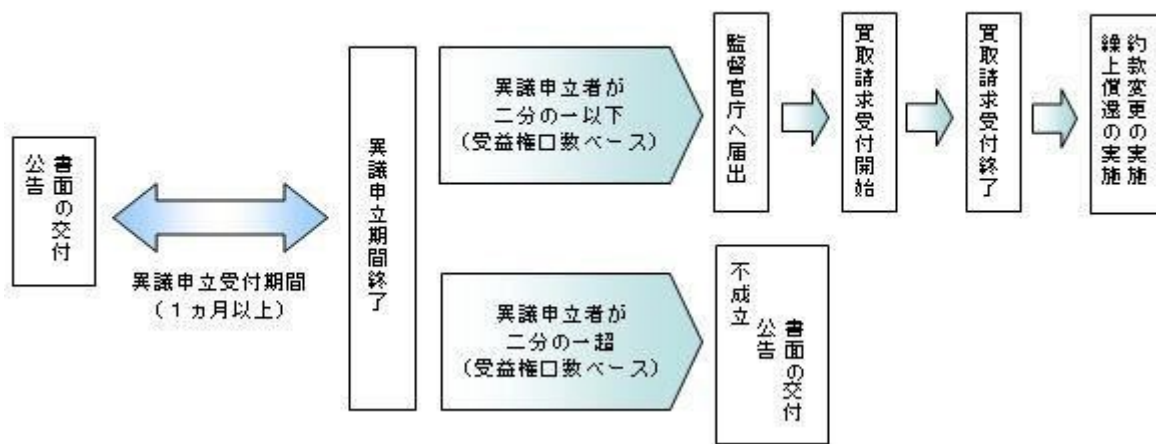 書面の交付
公告
異議申立受付期間
(1ヵ月以上)
異議申立期間終了
異議申立者が
二分の一以下
(受益権口数ベース)
監督官庁へ届出
買取請求受付開始
買取請求受付終了
約款変更の実施
繰上償還の実施
異議申立者が
二分の一超
(受益権口数ベース)
不成立
書面の交付
公告